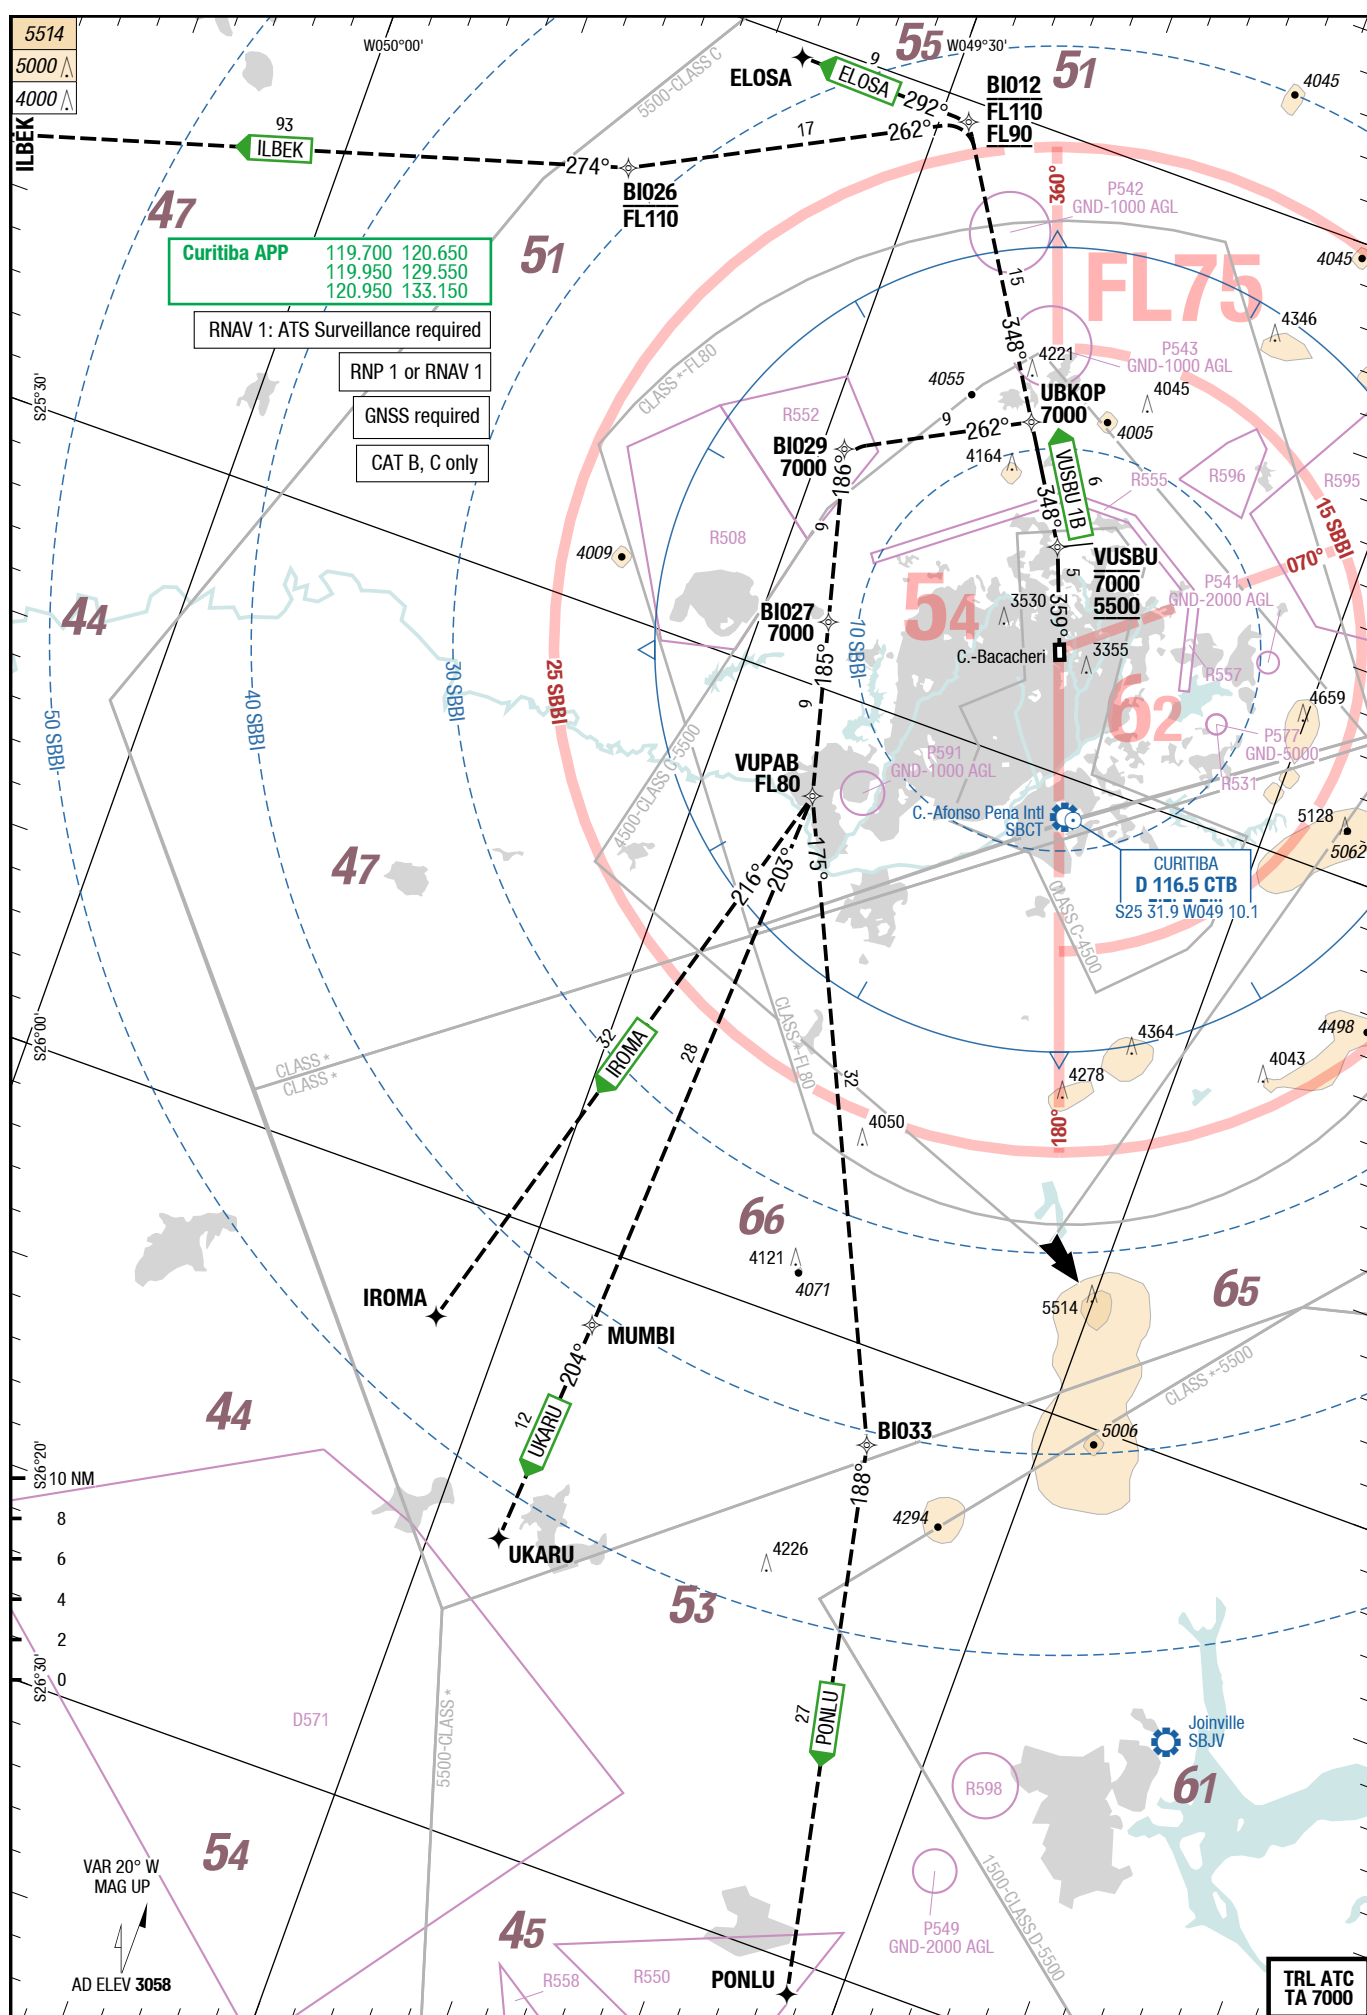 5514
5000
4000
W050°00'
W049°30'
55
51
ELOSA
9
ELOSA
292°
BI012
FL110
FL90
4045
5500-CLASS C
ILBEK
93
ILBEK
274°
17
262°
BI026
FL110
47
51
360°
P542
GND-1000 AGL
4045
Curitiba APP 119.700 120.650
119.950 129.550
120.950 133.150
FL75
15
RNAV 1: ATS Surveillance required
RNP 1 or RNAV 1
GNSS required
CAT B, C only
348°
4221
4346
P543
GND-1000 AGL
CLASS *-FL80
4055
UBKOP
7000
4045
4005
S25°30'
R552
9
262°
BI029
7000
186°
4164
VUSBU 1B
6
348°
R555
R596
R595
15 SBBI
R508
9
4009
VUSBU
7000
5500
070°
44
54
3530
5
359°
P541
GND-2000 AGL
BI027
7000
10 SBBI
C.-Bacacheri
3355
R557
185°
9
50 SBBI
40 SBBI
30 SBBI
25 SBBI
62
4659
P577
GND-5000
R531
VUPAB
FL80
P591
GND-1000 AGL
4500-CLASS C-5500
C.-Afonso Pena Intl
SBCT
5128
5062
47
216°
203°
175°
CURITIBA
D 116.5 CTB
S25 31.9 W049 10.1
CLASS C-4500
S26°00'
CLASS *
CLASS *
32
IROMA
28
CLASS *-FL80
32
4364
4498
4043
4278
4050
180°
66
4121
4071
65
5514
IROMA
MUMBI
204°
CLASS *-5500
44
12
UKARU
BI033
5006
188°
S26°20'
10 NM
8
6
4
2
0
4294
UKARU
4226
53
S26°30'
D571
5500-CLASS *
27
PONLU
Joinville
SBJV
R598
61
54
VAR 20° W
MAG UP
1500-CLASS D-5500
P549
GND-2000 AGL
45
R558
R550
PONLU
AD ELEV 3058
TRL ATC
TA 7000